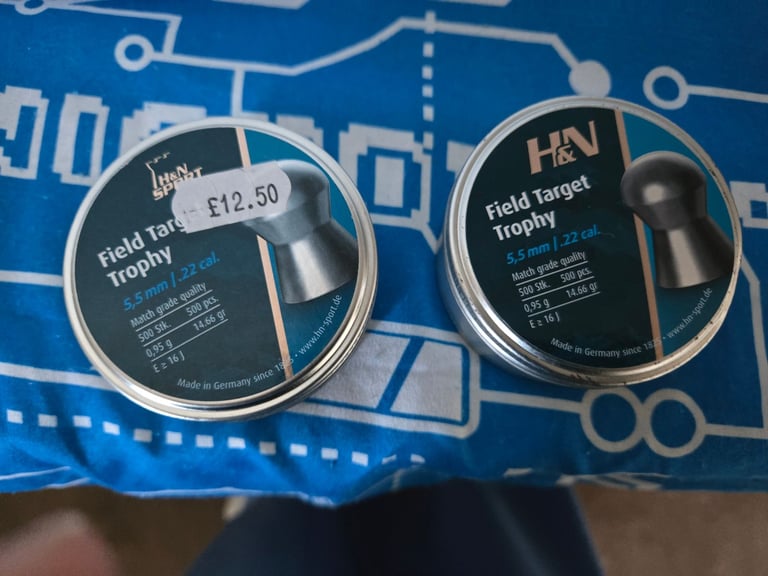 H&N
SPORT
£12.50
Field
Trophy
5,5 mm / .22 cal.
Match grade quality
500 Stk. 500 pcs.
0,95 g 14.66 gr
E ≥ 16 J
Made in Germany since • www.hn-sport.de
H&N
Field Target
Trophy
5,5 mm / .22 cal.
Match grade quality
500 Stk. 500 pcs.
0,95 g 14.66 gr
E ≥ 16 J
Made in Germany since • www.hn-sport.de